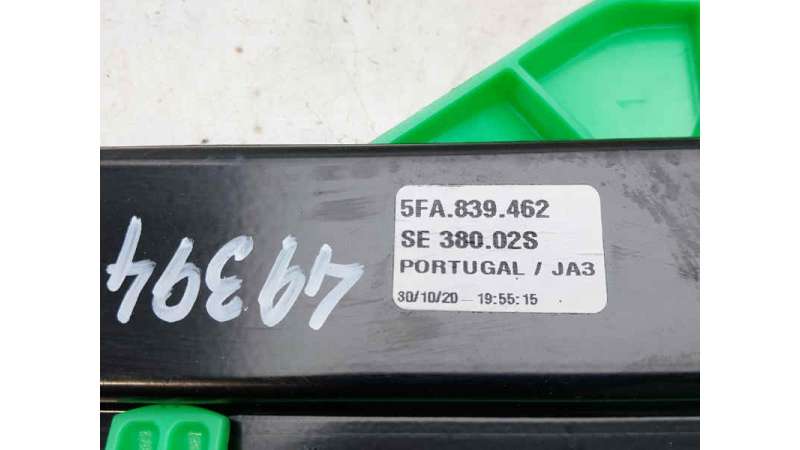 5FA.839.462
SE 380.02S
PORTUGAL / JA3
30/10/20 - 19:55:15
49394